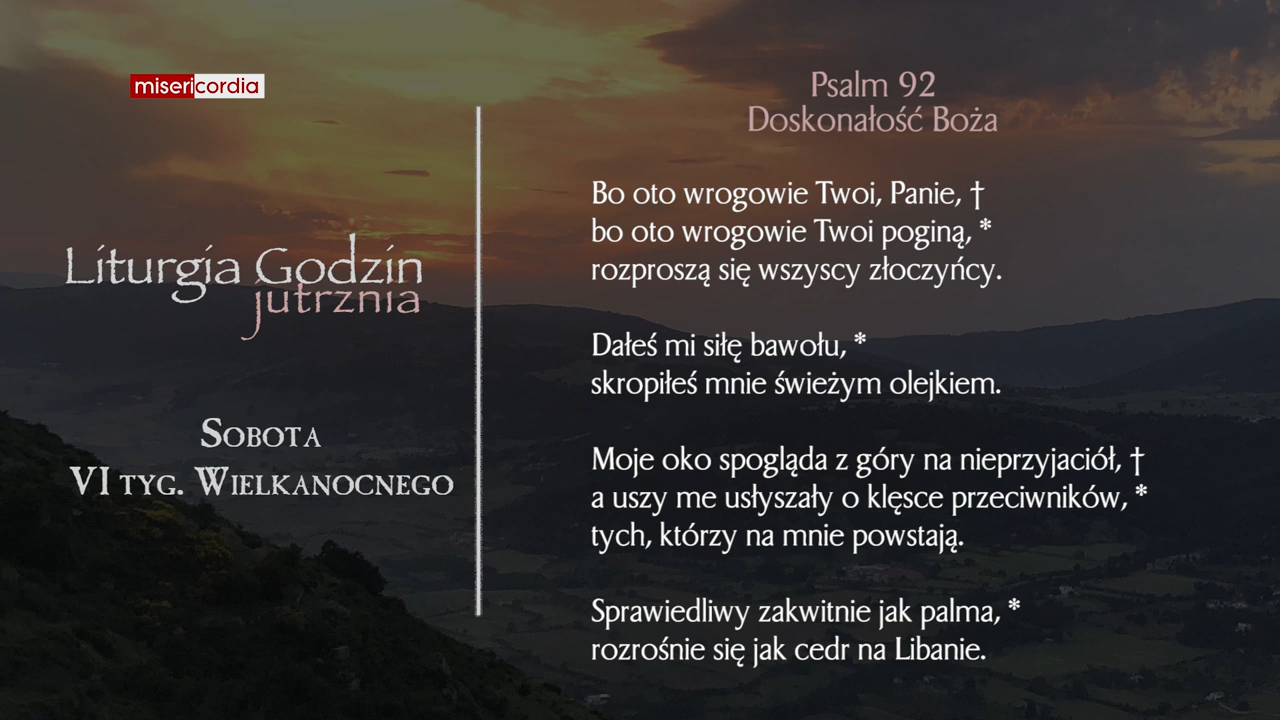 misericordia
Liturgia Godzin
jutrznia
Sobota
VI tyg. Wielkanocnego
Psalm 92
Doskonałość Boża
Bo oto wrogowie Twoi, Panie, †
bo oto wrogowie Twoi poginą, *
rozproszą się wszyscy złoczyńcy.
Dałeś mi siłę bawołu, *
skropiłeś mnie świeżym olejkiem.
Moje oko spogląda z góry na nieprzyjaciół, †
a uszy me usłyszały o klęsce przeciwników, *
tych, którzy na mnie powstają.
Sprawiedliwy zakwitnie jak palma, *
rozrośnie się jak cedr na Libanie.